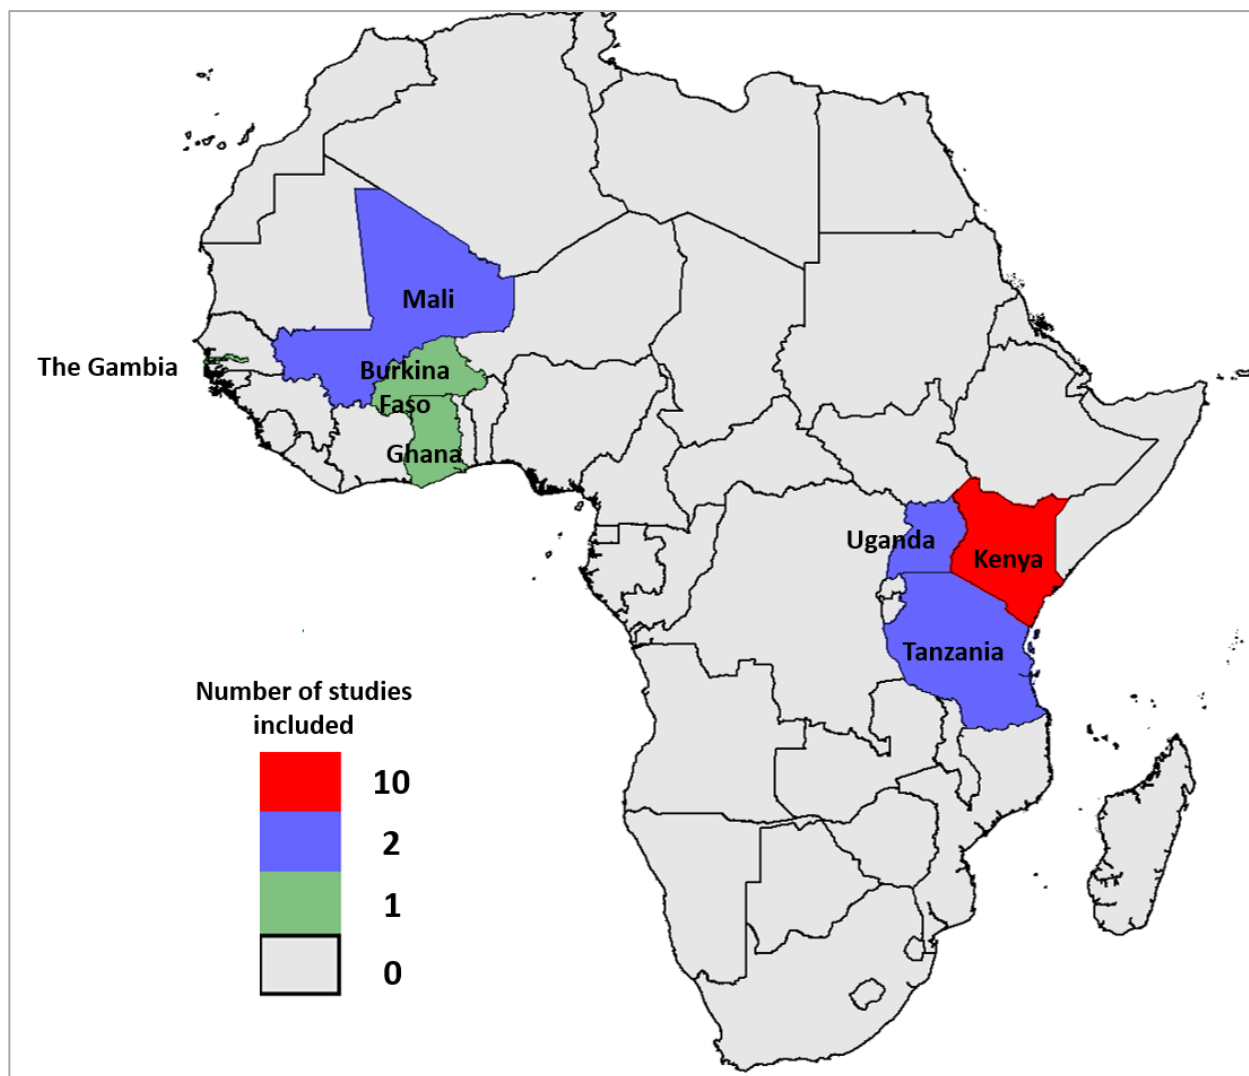 Mali
The Gambia
Burkina
Faso
Ghana
Uganda
Kenya
Tanzania
Number of studies
included
10
2
1
0